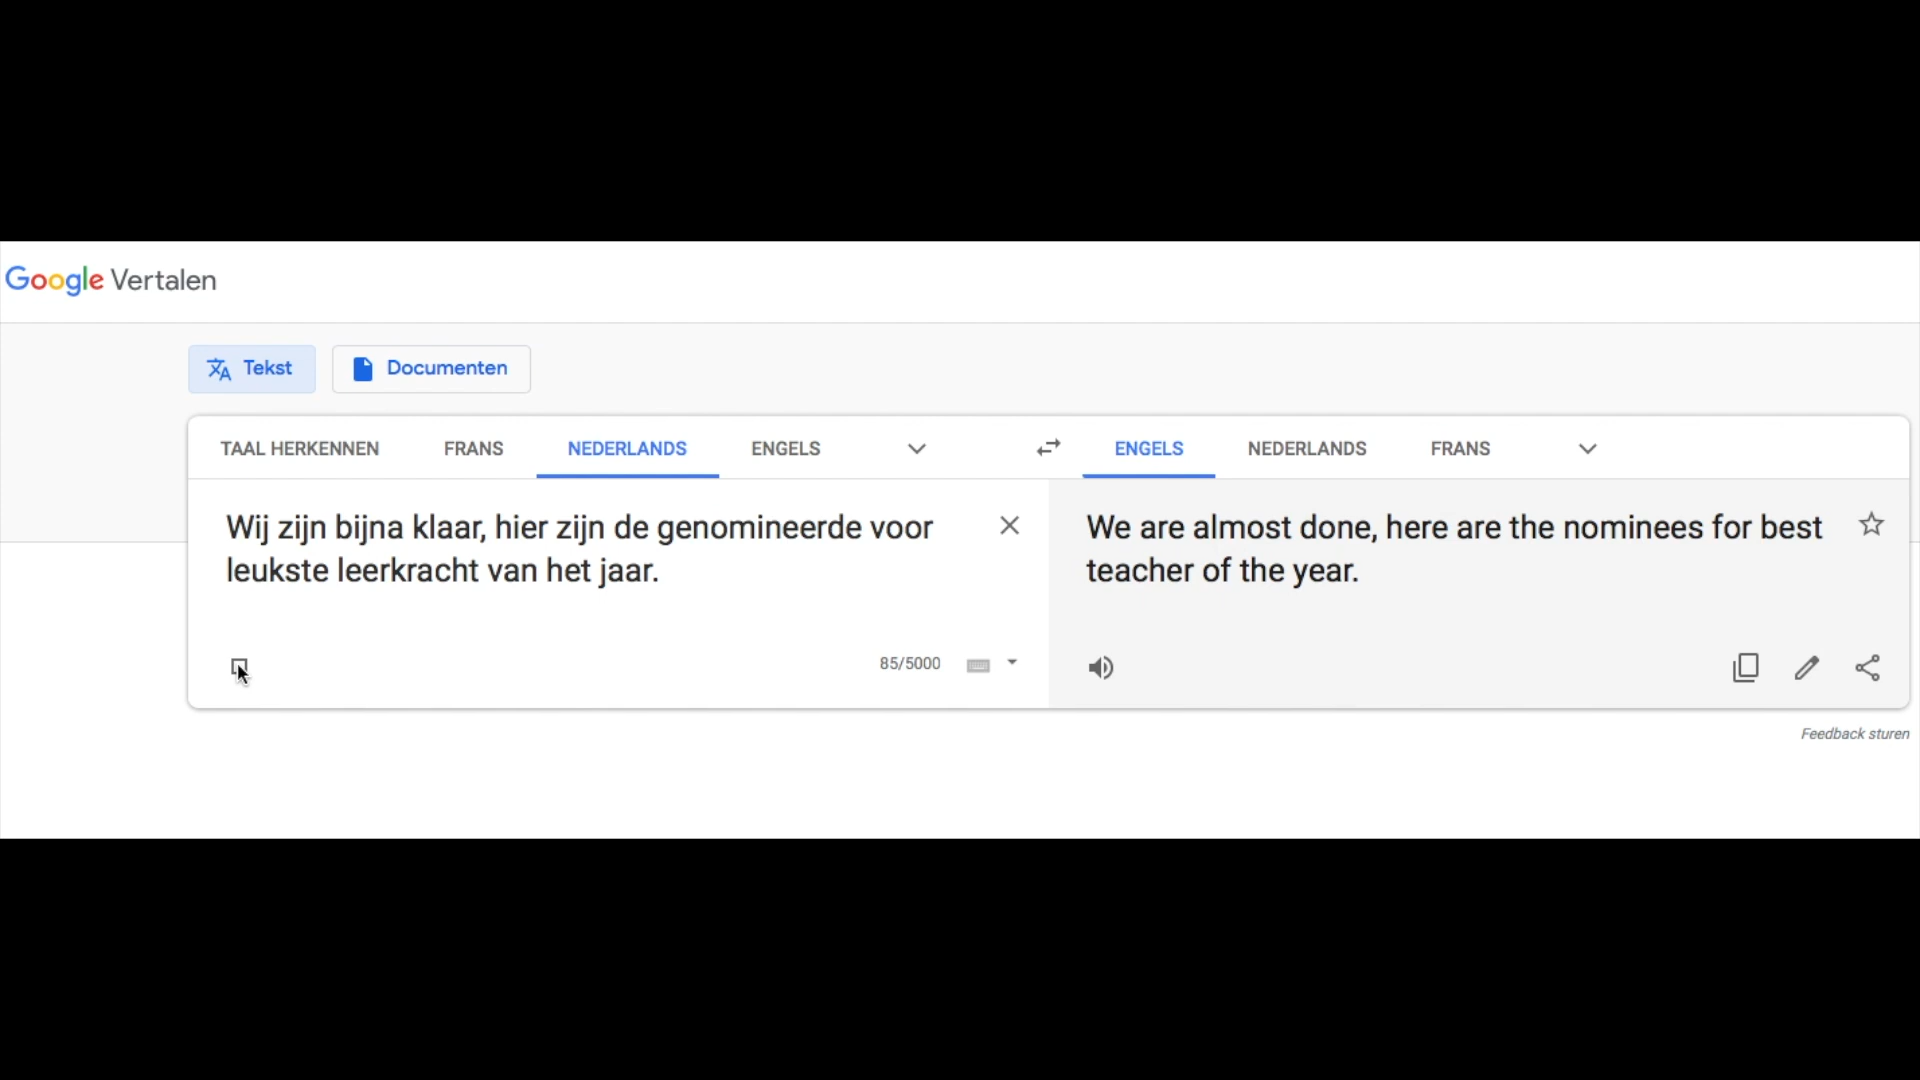 Google Vertalen
Tekst
Documenten
TAAL HERKENNEN FRANS NEDERLANDS ENGELS
ENGELS NEDERLANDS FRANS
Wij zijn bijna klaar, hier zijn de genomineerde voor
leukste leerkracht van het jaar.
85/5000
We are almost done, here are the nominees for best
teacher of the year.
Feedback sturen